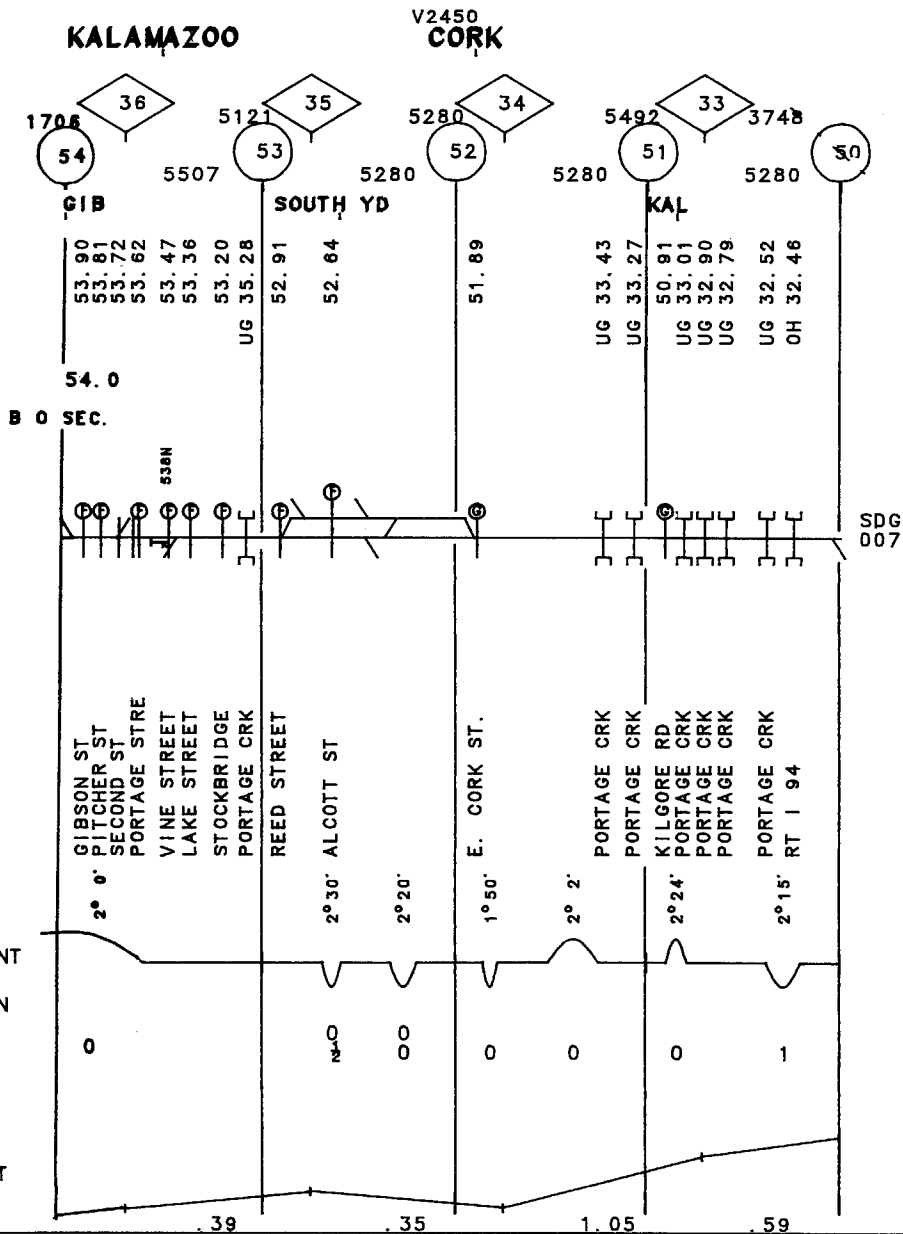 V2450
KALAMAZOO CORK
36 35 34 33
1706 5121 5280 5492 3748
54 53 52 51 50
5507 5280 5280 5280
GIB SOUTH YD KAL
53.90
53.81
53.72
53.62
53.47
53.36
53.20
UG 35.28
52.91
52.64
51.89
UG 33.43
UG 33.27
50.91
UG 33.01
UG 32.90
UG 32.79
UG 32.52
OH 32.46
54.0
B O SEC.
538N
F F F F F F F F G G
SDG
007
GIBSON ST
PITCHER ST
SECOND ST
PORTAGE STRE
VINE STREET
LAKE STREET
STOCKBRIDGE
PORTAGE CRK
REED STREET
ALCOTT ST
E. CORK ST.
PORTAGE CRK
PORTAGE CRK
KILGORE RD
PORTAGE CRK
PORTAGE CRK
PORTAGE CRK
PORTAGE CRK
RT I 94
2° 0' 2°30' 2°20' 1°50' 2° 2' 2°24' 2°15'
NT
N
0 0
0 0 0 0 0 1
T
.39 .35 1.05 .59